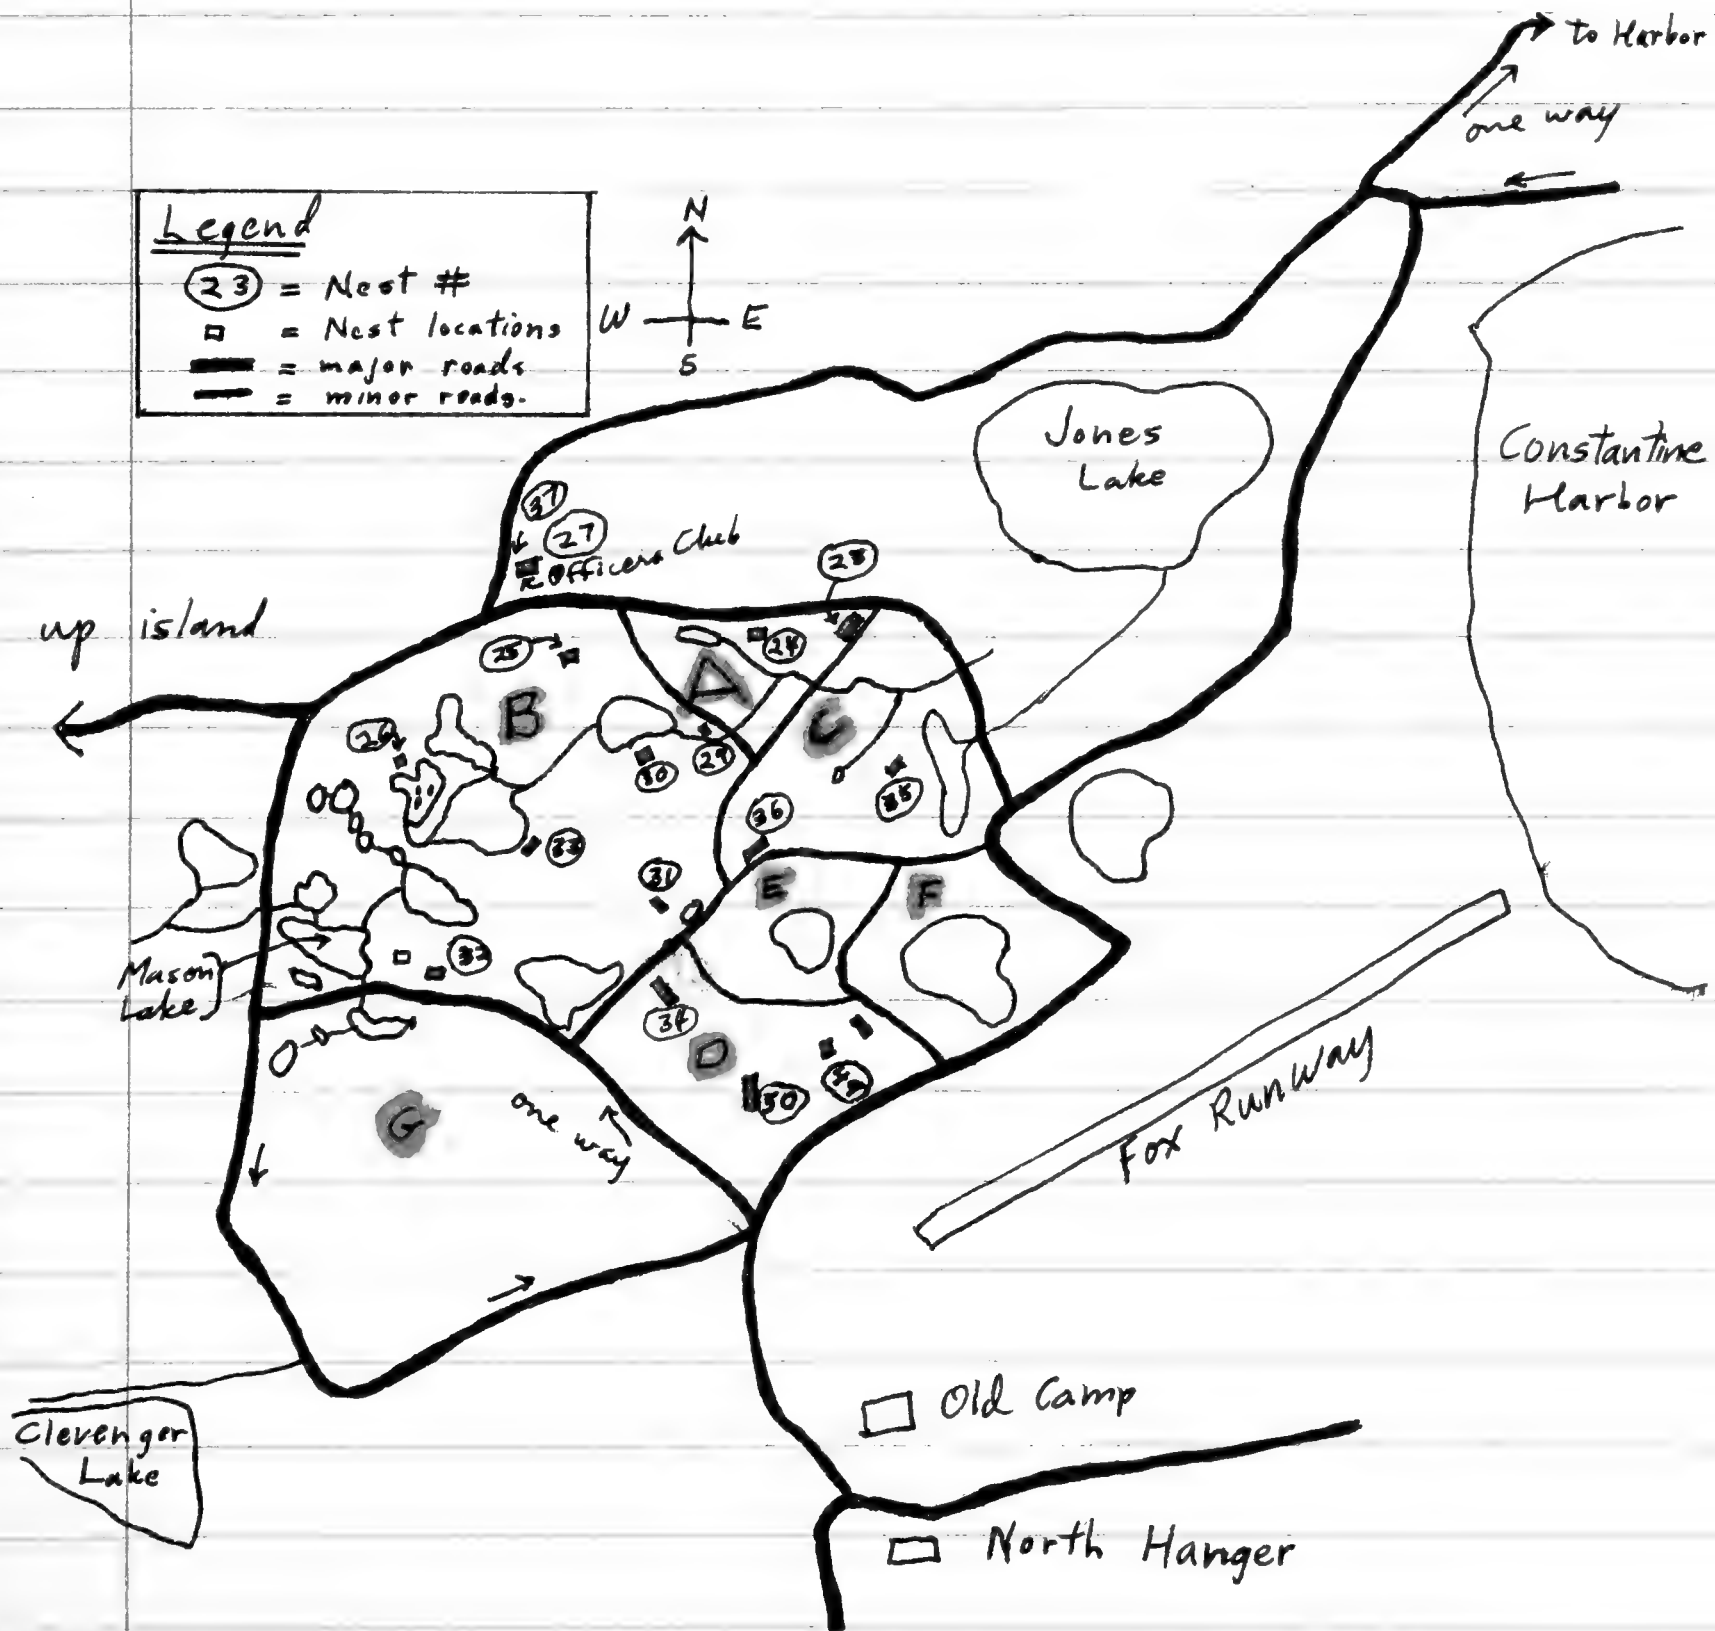 to Harbor
one way
Legend
23 = Nest #
= Nest locations
= major roads
= minor roads.
N
W E
S
Jones
Lake
Constantine
Harbor
37
27
Officers Club
28
up island
25
24
A
B
C
26
30
29
35
36
33
31
E
F
32
Mason
Lake
34
D
50
49
G
one way
Fox Runway
Clevenger
Lake
Old Camp
North Hanger